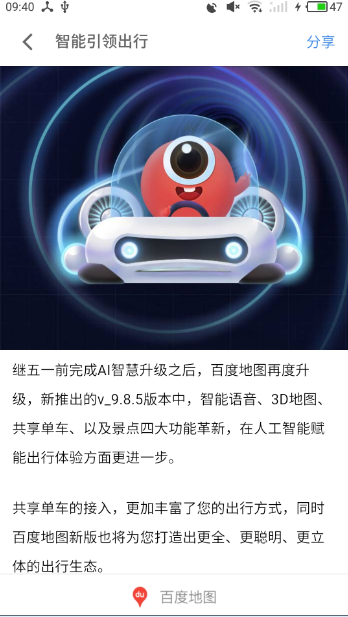 09:40
47
智能引领出行
分享
继五一前完成AI智慧升级之后，百度地图再度升
级，新推出的v_9.8.5版本中，智能语音、3D地图、
共享单车、以及景点四大功能革新，在人工智能赋
能出行体验方面更进一步。
共享单车的接入，更加丰富了您的出行方式，同时
百度地图新版也将为您打造出更全、更聪明、更立
体的出行生态。
du
百度地图